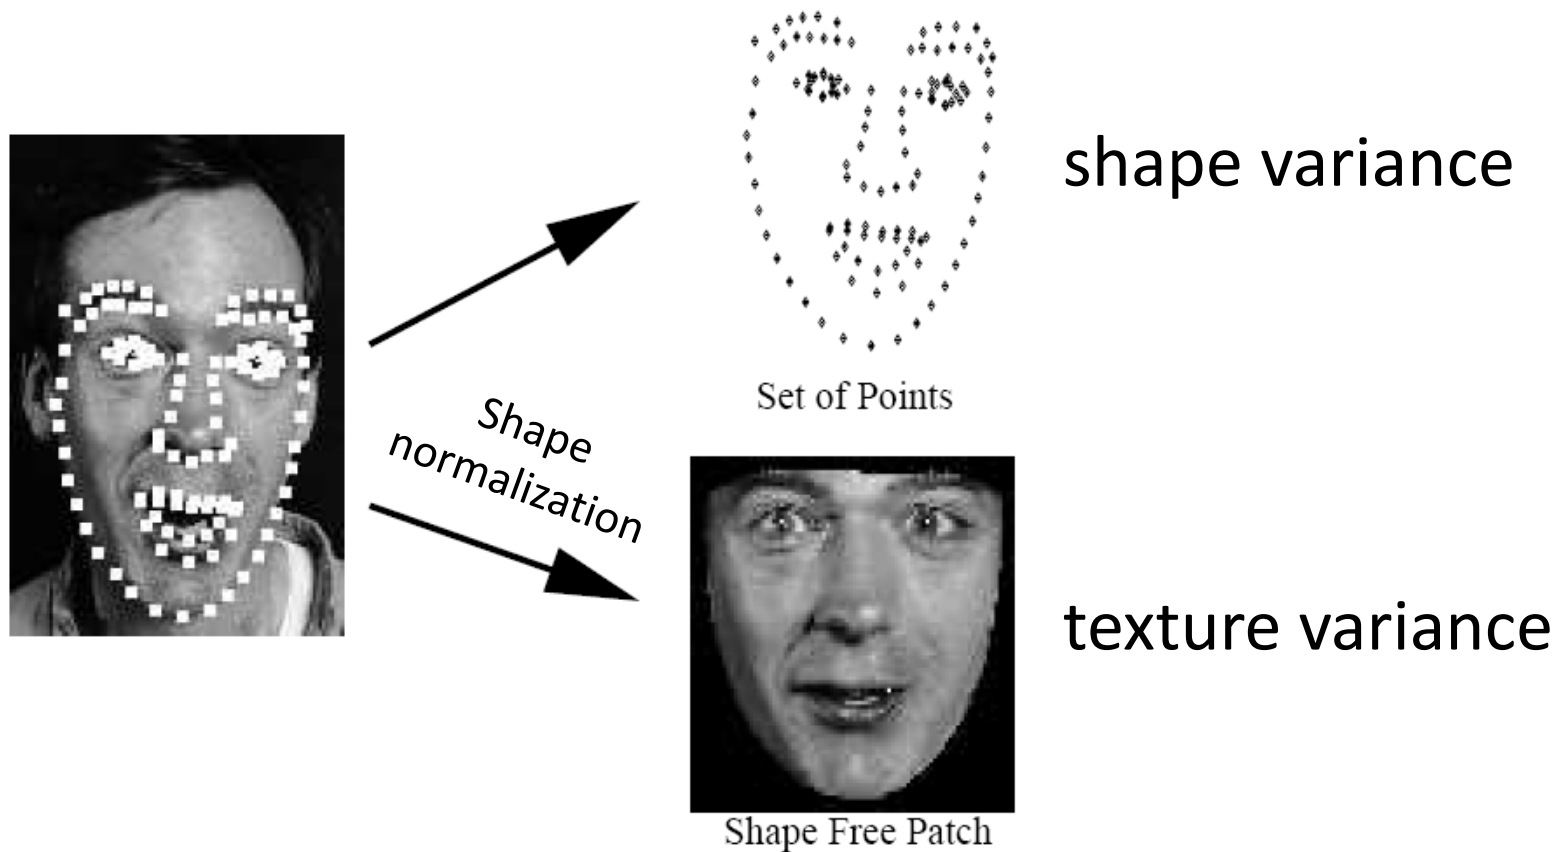 shape variance
Set of Points
Shape
normalization
texture variance
Shape Free Patch